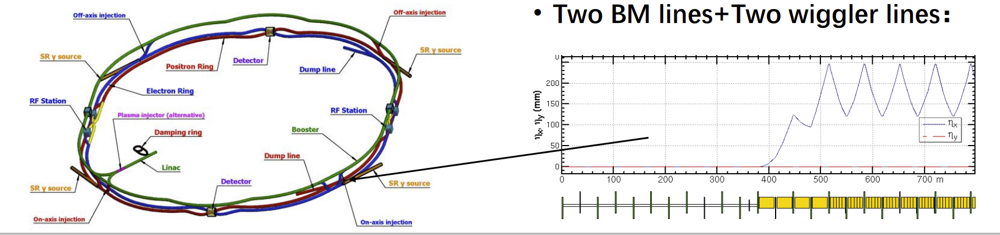 Off-axis injection
Off-axis injection
SR γ source
SR γ source
Positron Ring
Detector
Dump line
Electron Ring
RF Station
RF Station
Plasma injector (alternative)
Damping ring
Booster
Dump line
Linac
Detector
SR γ source
SR γ source
On-axis injection
On-axis injection
• Two BM lines+Two wiggler lines:
ηx, ηy (mm)
200
150
100
50
0
ηx
ηy
0 100 200 300 400 500 600 700 m